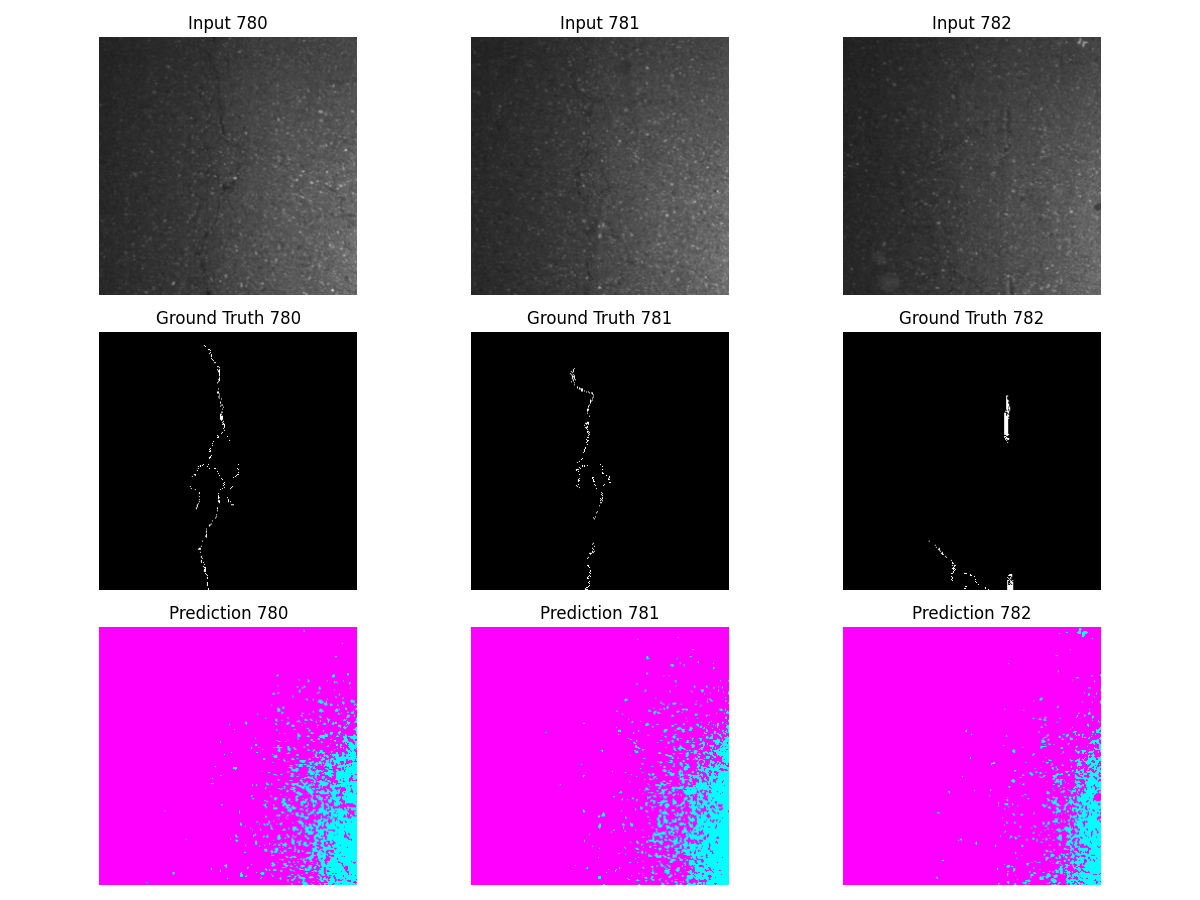 Input 780
Input 781
Input 782
Ground Truth 780
Ground Truth 781
Ground Truth 782
Prediction 780
Prediction 781
Prediction 782